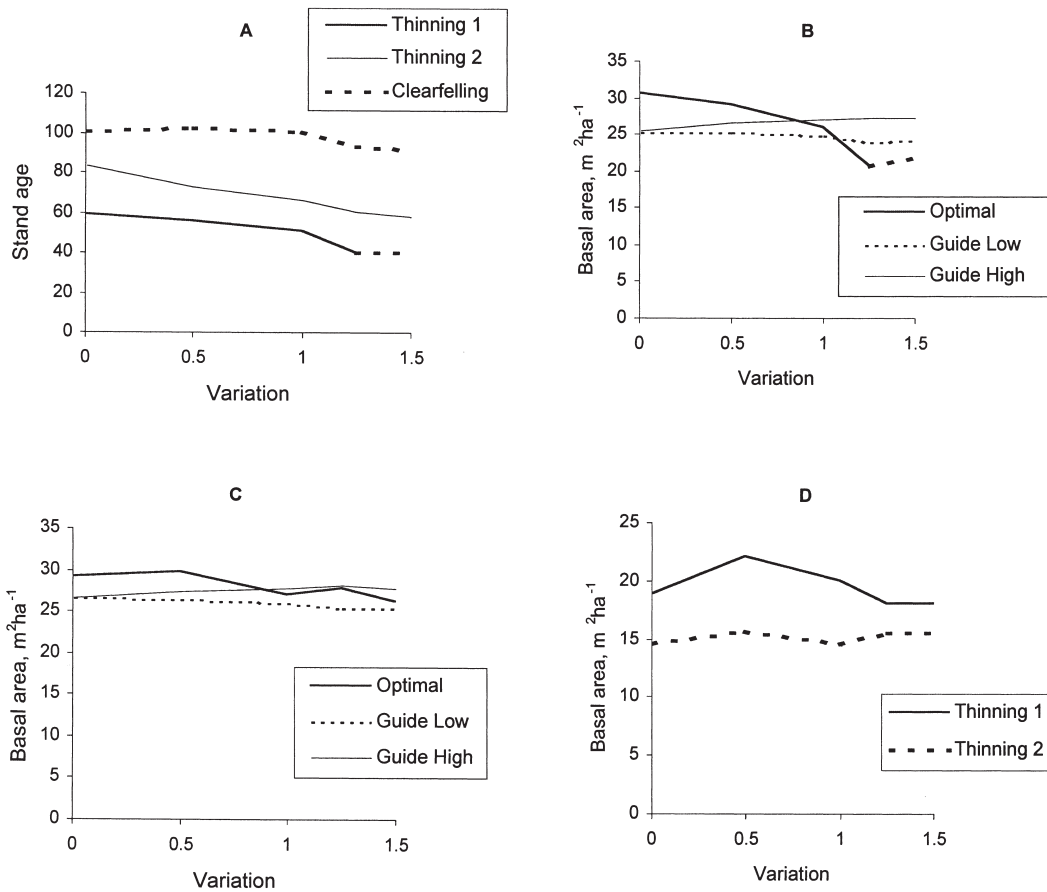 A
Thinning 1
Thinning 2
Clearfelling
120
100
80
60
40
20
0
Stand age
0 0.5 1 1.5
Variation
B
35
30
25
20
15
10
5
0
Basal area, m²ha⁻¹
Optimal
Guide Low
Guide High
0 0.5 1 1.5
Variation
C
35
30
25
20
15
10
5
0
Basal area, m²ha⁻¹
Optimal
Guide Low
Guide High
0 0.5 1 1.5
Variation
D
25
20
15
10
5
0
Basal area, m²ha⁻¹
Thinning 1
Thinning 2
0 0.5 1 1.5
Variation